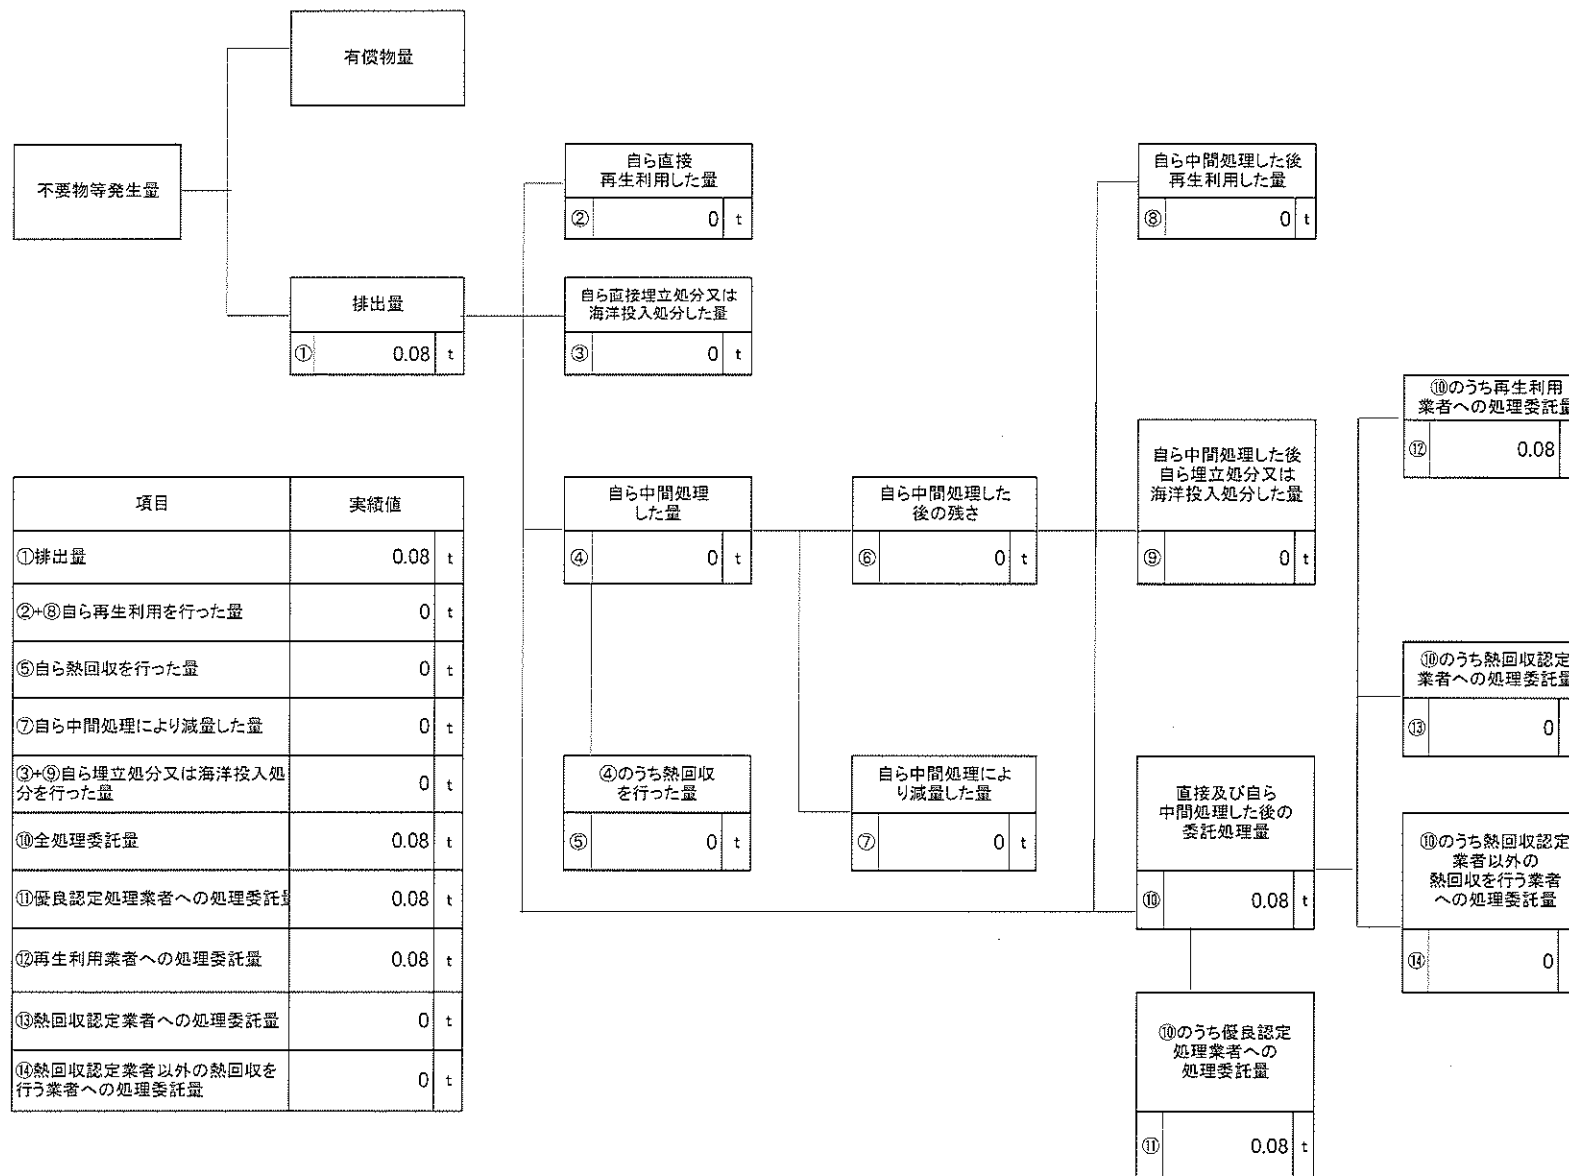 有償物量
不要物等発生量
排出量
① 0.08 t
自ら直接
再生利用した量
② 0 t
自ら直接埋立処分又は
海洋投入処分した量
③ 0 t
自ら中間処理
した量
④ 0 t
④のうち熱回収
を行った量
⑤ 0 t
自ら中間処理した
後の残さ
⑥ 0 t
自ら中間処理によ
り減量した量
⑦ 0 t
自ら中間処理した後
再生利用した量
⑧ 0 t
自ら中間処理した後
自ら埋立処分又は
海洋投入処分した量
⑨ 0 t
直接及び自ら
中間処理した後の
委託処理量
⑩ 0.08 t
⑩のうち優良認定
処理業者への
処理委託量
⑪ 0.08 t
⑩のうち再生利用
業者への処理委託量
⑫ 0.08
⑩のうち熱回収認定
業者への処理委託量
⑬ 0
⑩のうち熱回収認定
業者以外の
熱回収を行う業者
への処理委託量
⑭ 0
項目 実績値
①排出量 0.08 t
②+⑧自ら再生利用を行った量 0 t
⑤自ら熱回収を行った量 0 t
⑦自ら中間処理により減量した量 0 t
③+⑨自ら埋立処分又は海洋投入処
分を行った量 0 t
⑩全処理委託量 0.08 t
⑪優良認定処理業者への処理委託量 0.08 t
⑫再生利用業者への処理委託量 0.08 t
⑬熱回収認定業者への処理委託量 0 t
⑭熱回収認定業者以外の熱回収を
行う業者への処理委託量 0 t